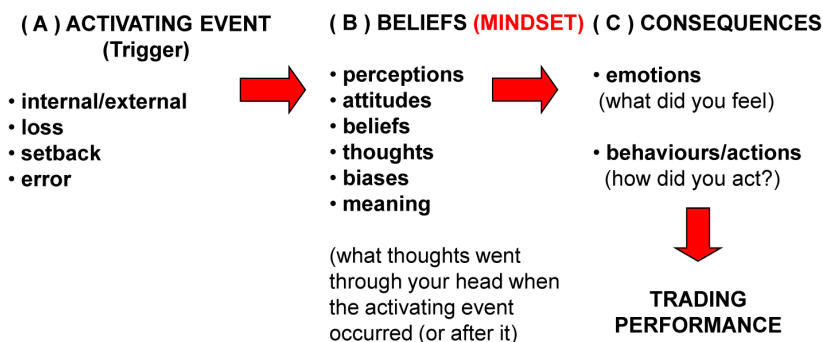 ( A ) ACTIVATING EVENT
(Trigger)
• internal/external
• loss
• setback
• error
( B ) BELIEFS (MINDSET)
• perceptions
• attitudes
• beliefs
• thoughts
• biases
• meaning
(what thoughts went
through your head when
the activating event
occurred (or after it)
( C ) CONSEQUENCES
• emotions
(what did you feel)
• behaviours/actions
(how did you act?)
TRADING
PERFORMANCE